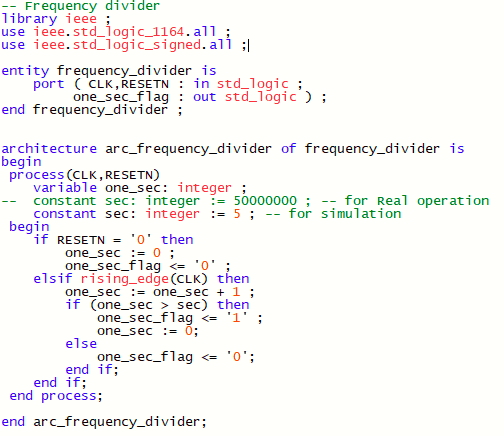 -- Frequency divider
library ieee ;
use ieee.std_logic_1164.all ;
use ieee.std_logic_signed.all ;

entity frequency_divider is
    port ( CLK,RESETN : in std_logic ;
         one_sec_flag : out std_logic ) ;
end frequency_divider ;


architecture arc_frequency_divider of frequency_divider is
begin
 process(CLK,RESETN)
    variable one_sec: integer ;
--  constant sec: integer := 50000000 ; -- for Real operation
    constant sec: integer := 5 ; -- for simulation
 begin
    if RESETN = '0' then
        one_sec := 0 ;
        one_sec_flag <= '0' ;
    elsif rising_edge(CLK) then
        one_sec := one_sec + 1 ;
        if (one_sec > sec) then
            one_sec_flag <= '1' ;
            one_sec := 0;
        else
            one_sec_flag <= '0';
        end if;
    end if;
 end process;

end arc_frequency_divider;